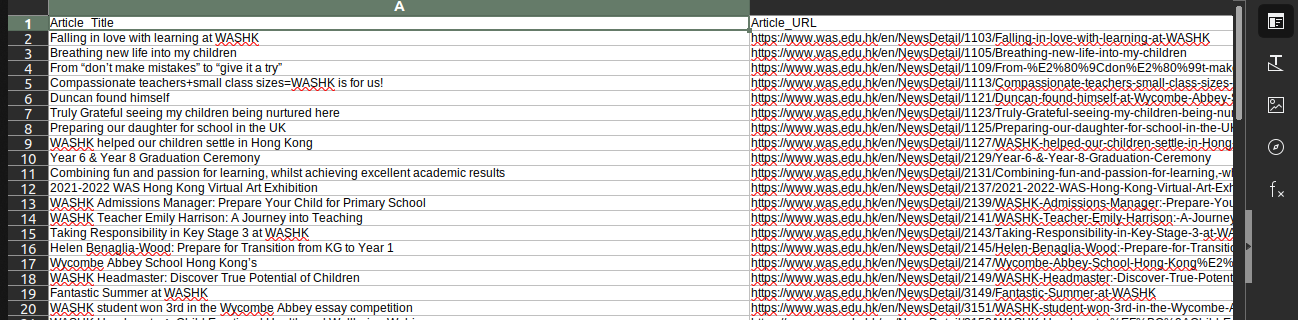 A
1 Article_Title Article_URL
2 Falling in love with learning at WASHK https://www.was.edu.hk/en/NewsDetail/1103/Falling-in-love-with-learning-at-WASHK
3 Breathing new life into my children https://www.was.edu.hk/en/NewsDetail/1105/Breathing-new-life-into-my-children
4 From “don’t make mistakes” to “give it a try” https://www.was.edu.hk/en/NewsDetail/1109/From-%E2%80%9Cdon%E2%80%99t-mak
5 Compassionate teachers+small class sizes=WASHK is for us! https://www.was.edu.hk/en/NewsDetail/1113/Compassionate-teachers-small-class-sizes-
6 Duncan found himself https://www.was.edu.hk/en/NewsDetail/1121/Duncan-found-himself-at-Wycombe-Abbey-
7 Truly Grateful seeing my children being nurtured here https://www.was.edu.hk/en/NewsDetail/1123/Truly-Grateful-seeing-my-children-being-nur
8 Preparing our daughter for school in the UK https://www.was.edu.hk/en/NewsDetail/1125/Preparing-our-daughter-for-school-in-the-UK
9 WASHK helped our children settle in Hong Kong https://www.was.edu.hk/en/NewsDetail/1127/WASHK-helped-our-children-settle-in-Hong
10 Year 6 & Year 8 Graduation Ceremony https://www.was.edu.hk/en/NewsDetail/2129/Year-6-&-Year-8-Graduation-Ceremony
11 Combining fun and passion for learning, whilst achieving excellent academic results https://www.was.edu.hk/en/NewsDetail/2131/Combining-fun-and-passion-for-learning,-wh
12 2021-2022 WAS Hong Kong Virtual Art Exhibition https://www.was.edu.hk/en/NewsDetail/2137/2021-2022-WAS-Hong-Kong-Virtual-Art-Exh
13 WASHK Admissions Manager: Prepare Your Child for Primary School https://www.was.edu.hk/en/NewsDetail/2139/WASHK-Admissions-Manager:-Prepare-You
14 WASHK Teacher Emily Harrison: A Journey into Teaching https://www.was.edu.hk/en/NewsDetail/2141/WASHK-Teacher-Emily-Harrison:-A-Journey
15 Taking Responsibility in Key Stage 3 at WASHK https://www.was.edu.hk/en/NewsDetail/2143/Taking-Responsibility-in-Key-Stage-3-at-WA
16 Helen Benaglia-Wood: Prepare for Transition from KG to Year 1 https://www.was.edu.hk/en/NewsDetail/2145/Helen-Benaglia-Wood:-Prepare-for-Transitio
17 Wycombe Abbey School Hong Kong’s https://www.was.edu.hk/en/NewsDetail/2147/Wycombe-Abbey-School-Hong-Kong%E2%
18 WASHK Headmaster: Discover True Potential of Children https://www.was.edu.hk/en/NewsDetail/2149/WASHK-Headmaster:-Discover-True-Potent
19 Fantastic Summer at WASHK https://www.was.edu.hk/en/NewsDetail/3149/Fantastic-Summer-at-WASHK
20 WASHK student won 3rd in the Wycombe Abbey essay competition https://www.was.edu.hk/en/NewsDetail/3151/WASHK-student-won-3rd-in-the-Wycombe-A